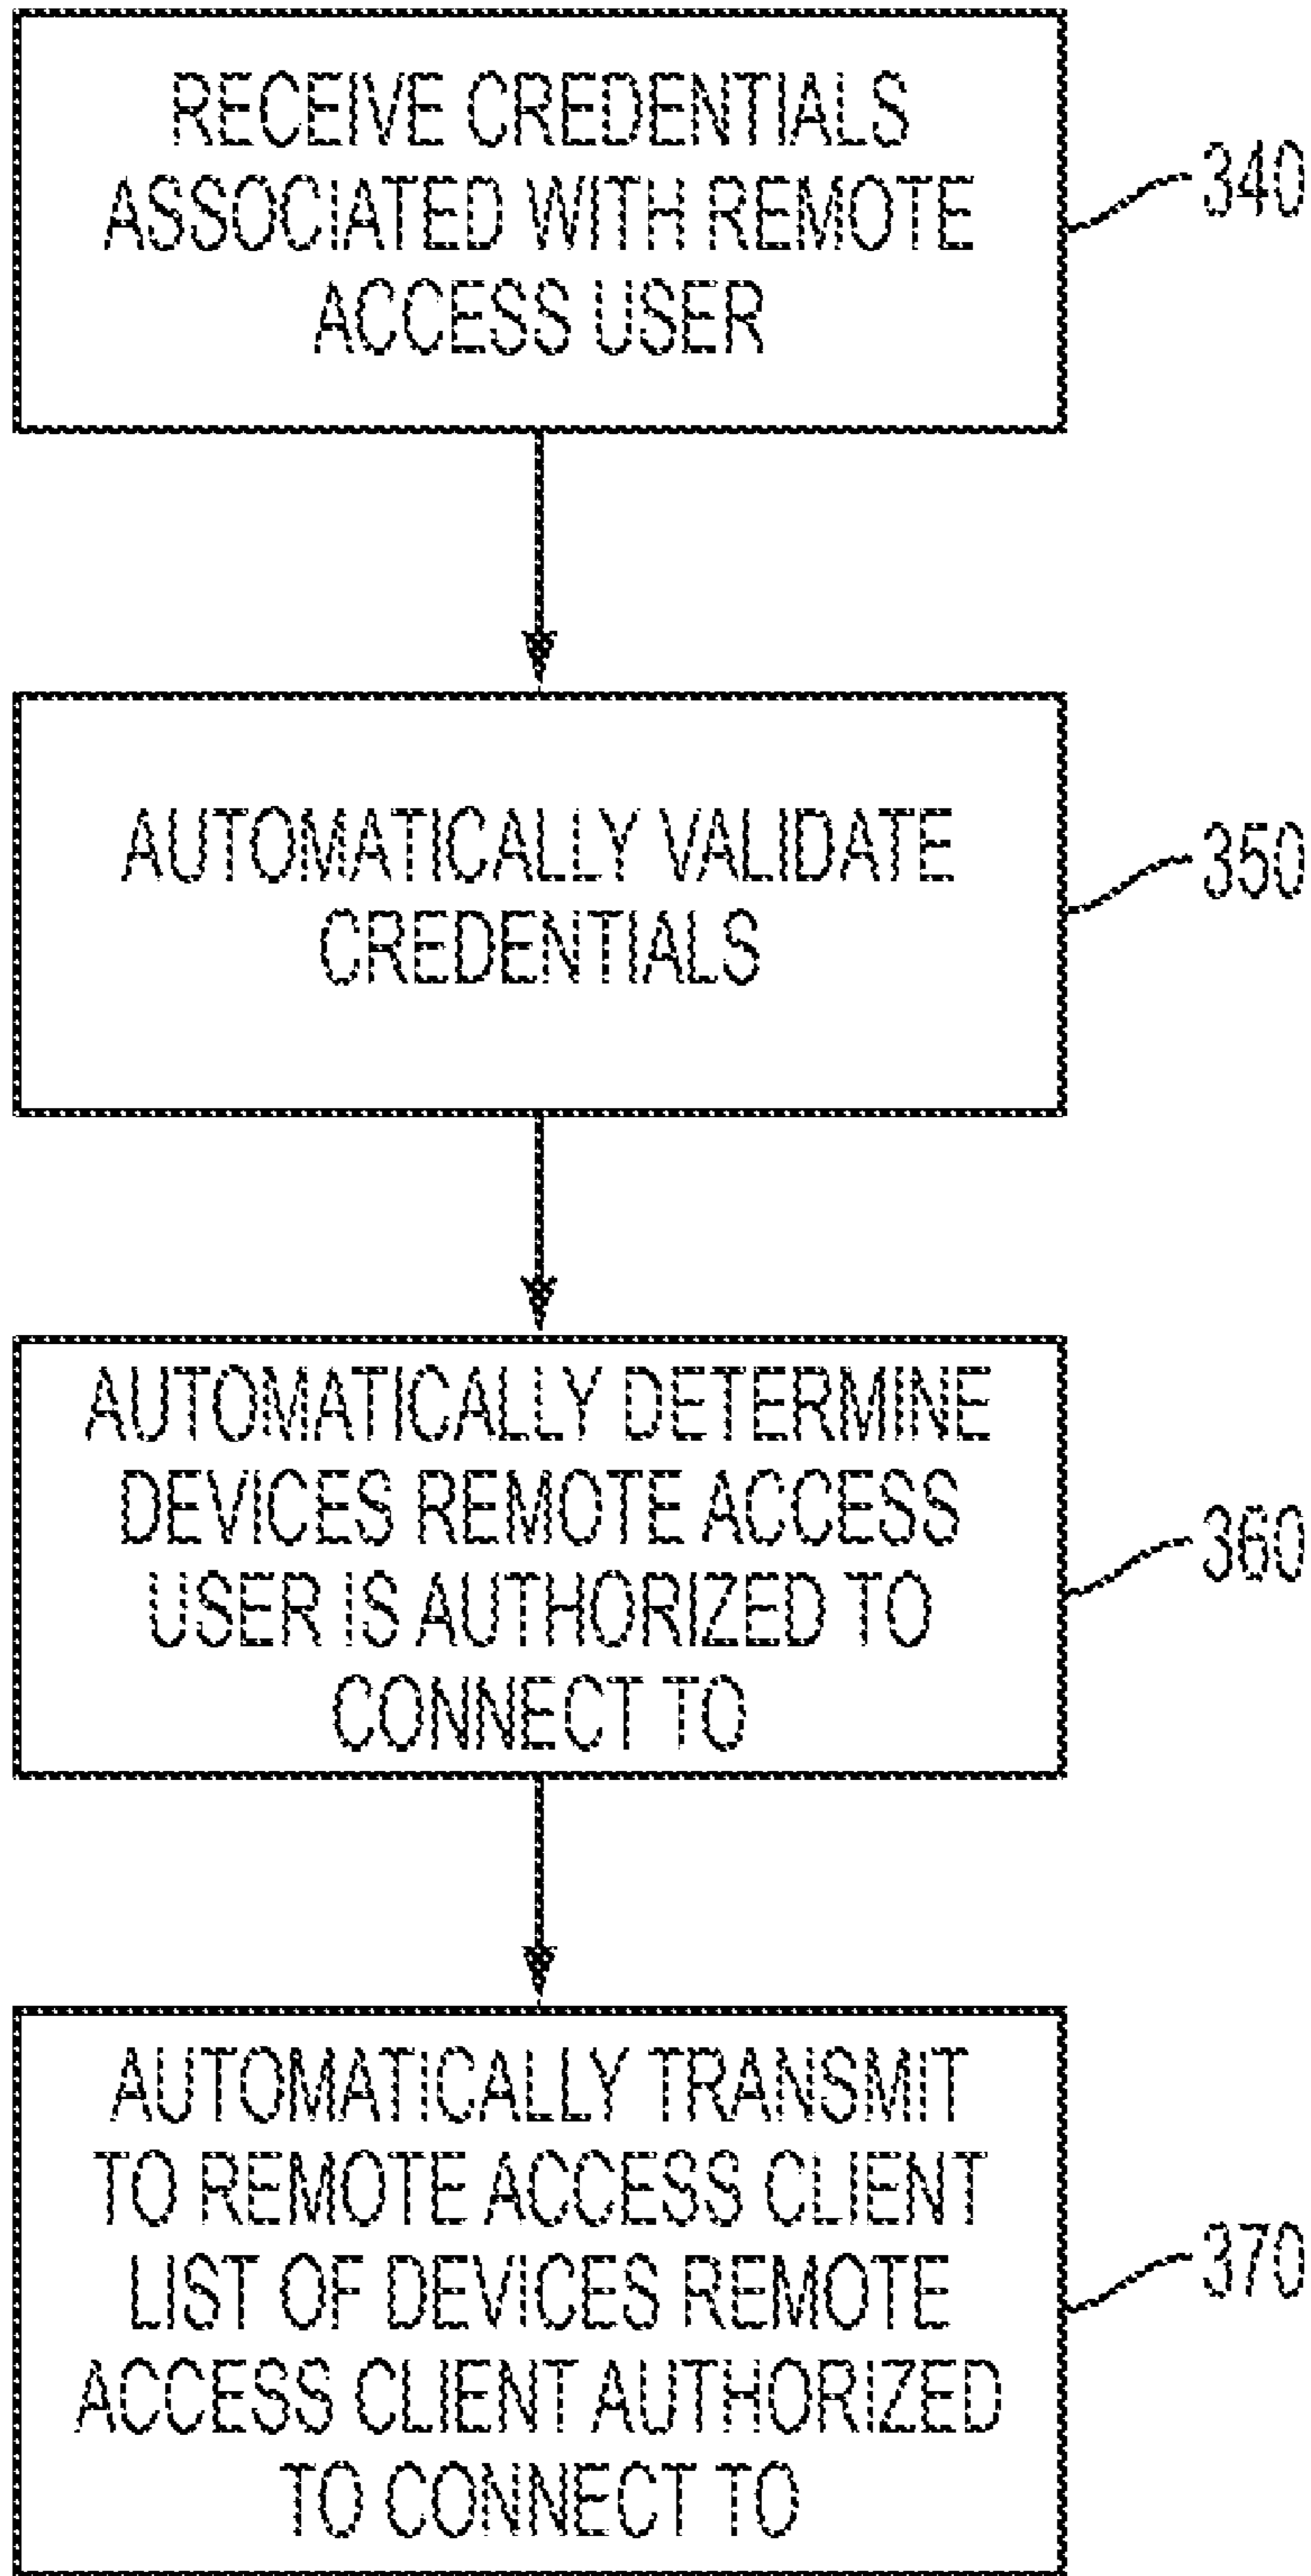 RECEIVE CREDENTIALS
ASSOCIATED WITH REMOTE
ACCESS USER
340
AUTOMATICALLY VALIDATE
CREDENTIALS
350
AUTOMATICALLY DETERMINE
DEVICES REMOTE ACCESS
USER IS AUTHORIZED TO
CONNECT TO
360
AUTOMATICALLY TRANSMIT
TO REMOTE ACCESS CLIENT
LIST OF DEVICES REMOTE
ACCESS CLIENT AUTHORIZED
TO CONNECT TO
370